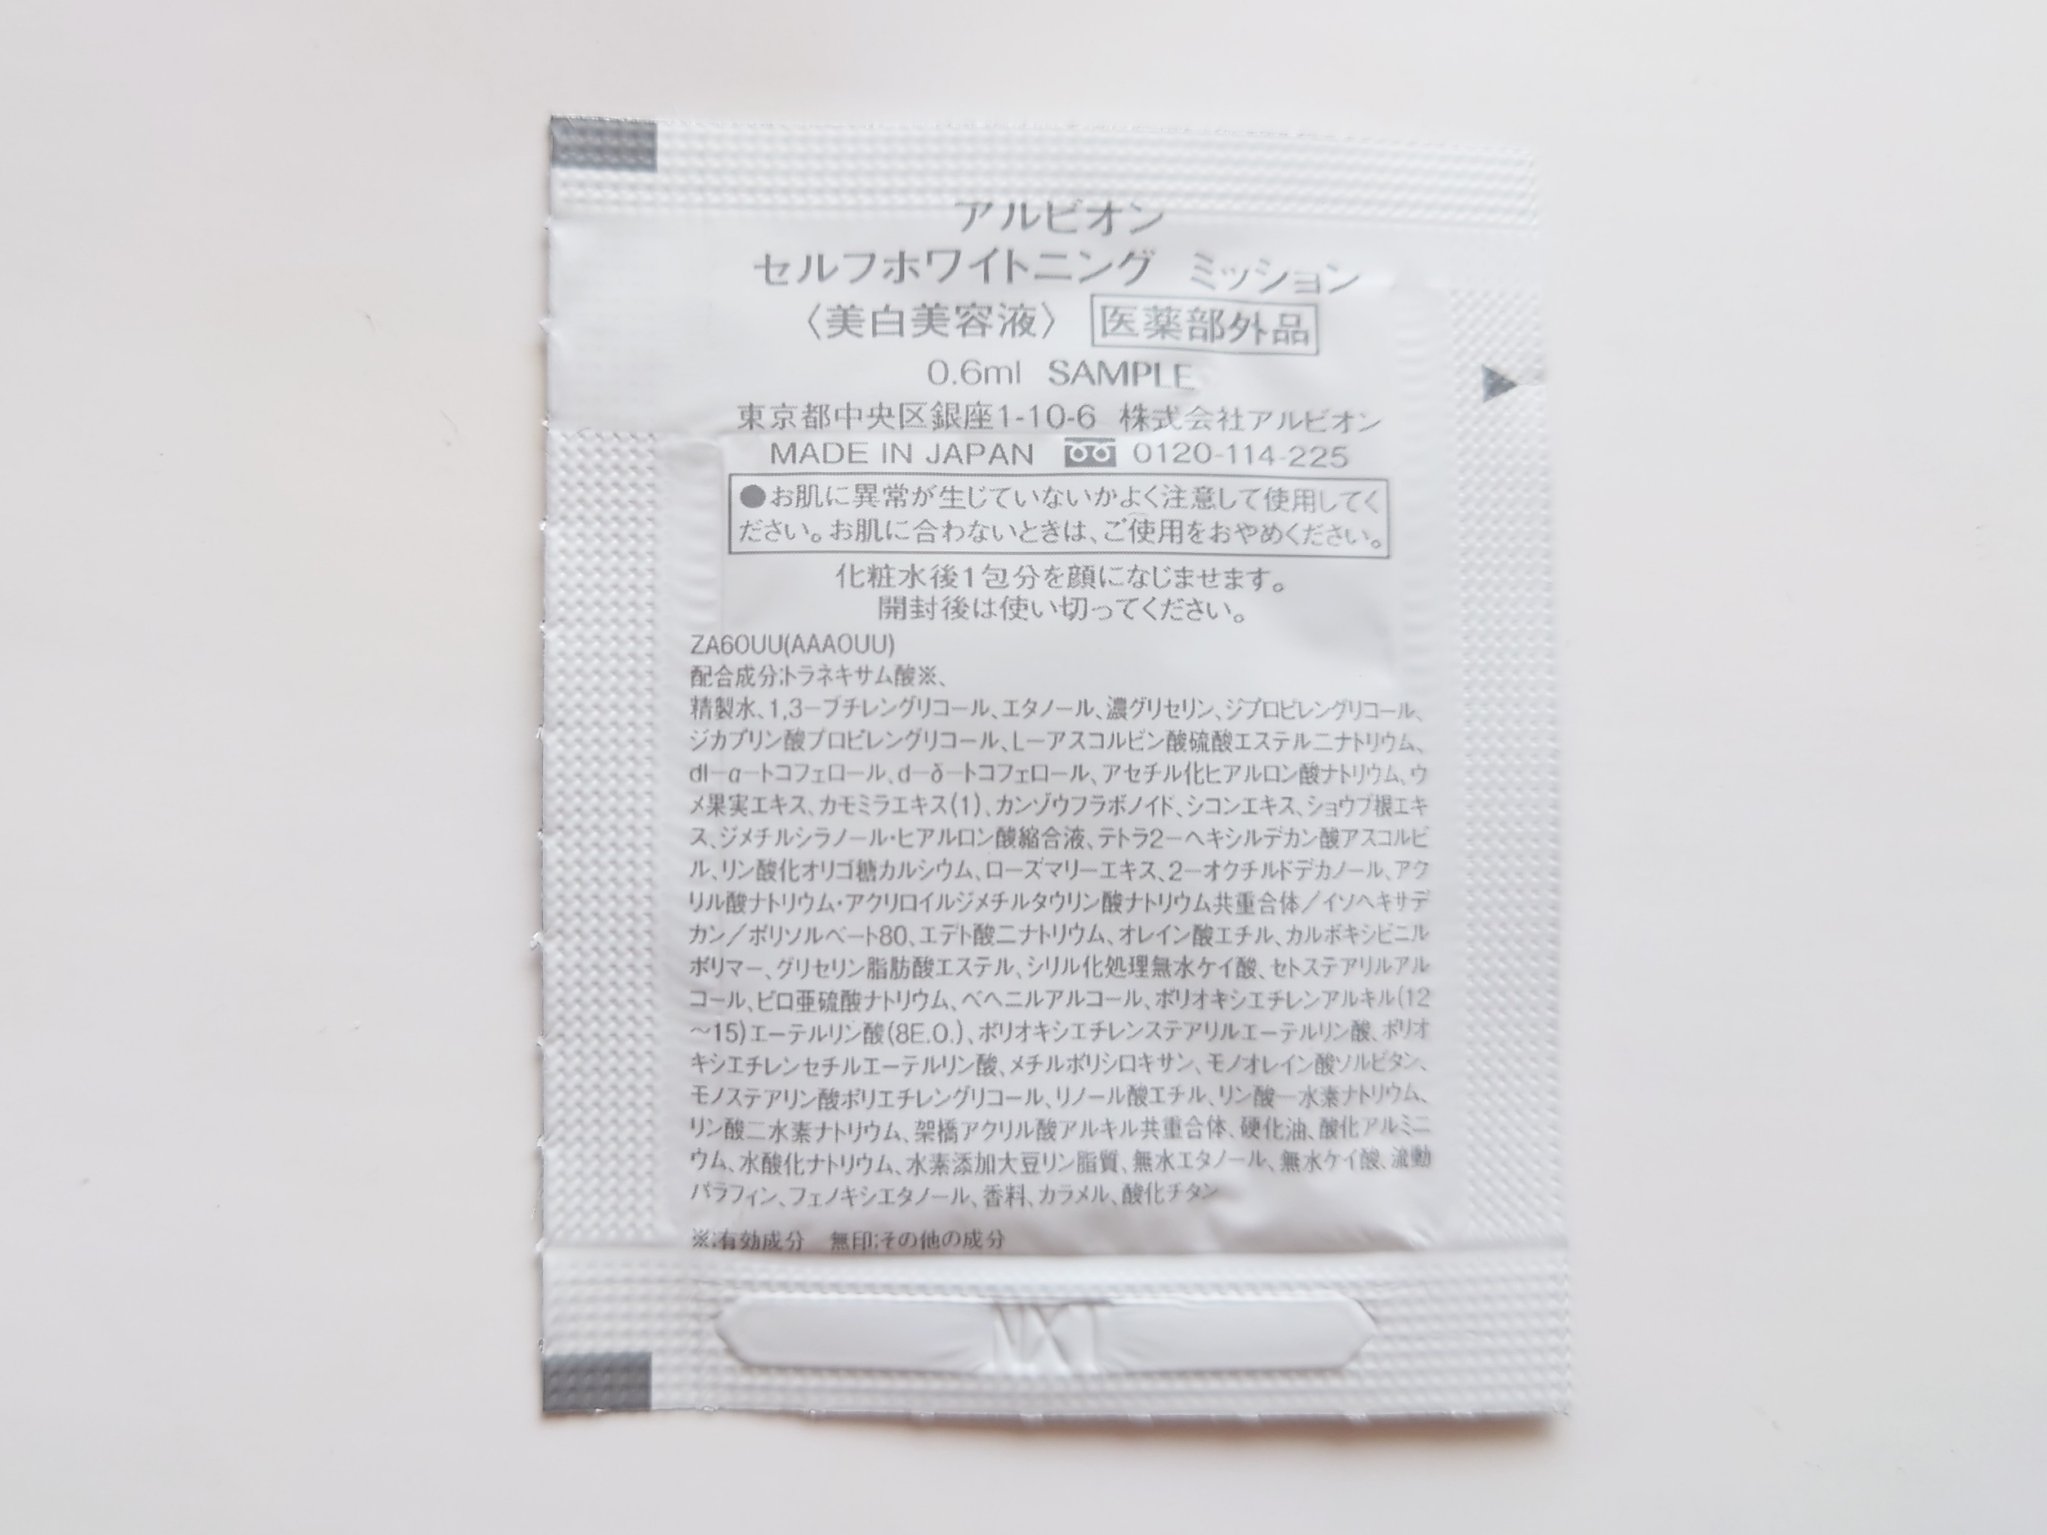 アルビオン
セルフホワイトニング ミッション
〈美白美容液〉 医薬部外品
0.6ml SAMPLE
東京都中央区銀座1-10-6 株式会社アルビオン
MADE IN JAPAN 0120-114-225
●お肌に異常が生じていないかよく注意して使用してく
ださい。お肌に合わないときは、ご使用をおやめください。
化粧水後1包分を顔になじませます。
開封後は使い切ってください。
ZA60UU(AAA0UU)
配合成分:トラネキサム酸※、
精製水、1,3−ブチレングリコール、エタノール、濃グリセリン、ジプロピレングリコール、
ジカプリン酸プロピレングリコール、L−アスコルビン酸硫酸エステル二ナトリウム、
dl−α−トコフェロール、d−δ−トコフェロール、アセチル化ヒアルロン酸ナトリウム、ウ
メ果実エキス、カモミラエキス(1)、カンゾウフラボノイド、シコンエキス、ショウブ根エキ
ス、ジメチルシラノール・ヒアルロン酸縮合液、テトラ2−ヘキシルデカン酸アスコルビ
ル、リン酸化オリゴ糖カルシウム、ローズマリーエキス、2−オクチルドデカノール、アク
リル酸ナトリウム・アクリロイルジメチルタウリン酸ナトリウム共重合体/イソヘキサデ
カン/ポリソルベート80、エデト酸二ナトリウム、オレイン酸エチル、カルボキシビニル
ポリマー、グリセリン脂肪酸エステル、シリル化処理無水ケイ酸、セトステアリルアル
コール、ピロ亜硫酸ナトリウム、ベヘニルアルコール、ポリオキシエチレンアルキル(12
〜15)エーテルリン酸(8E.O.)、ポリオキシエチレンステアリルエーテルリン酸、ポリオ
キシエチレンセチルエーテルリン酸、メチルポリシロキサン、モノオレイン酸ソルビタン、
モノステアリン酸ポリエチレングリコール、リノール酸エチル、リン酸一水素ナトリウム、
リン酸二水素ナトリウム、架橋アクリル酸アルキル共重合体、硬化油、酸化アルミニ
ウム、水酸化ナトリウム、水素添加大豆リン脂質、無水エタノール、無水ケイ酸、流動
パラフィン、フェノキシエタノール、香料、カラメル、酸化チタン
※:有効成分 無印:その他の成分